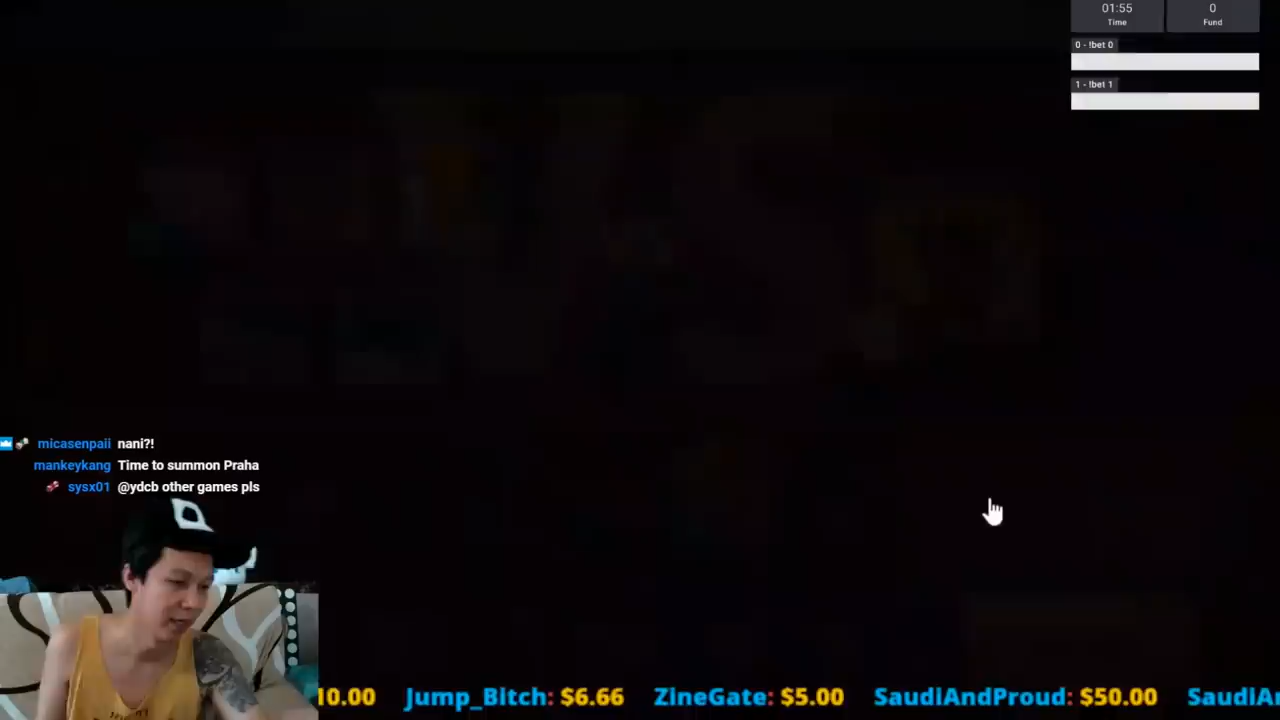 01:55
Time
0
Fund
0 - !bet 0
1 - !bet 1
micasenpaii nani?!
mankeykang Time to summon Praha
sysx01 @ydcb other games pls
10.00 Jump_Bitch: $6.66 ZineGate: $5.00 SaudiAndProud: $50.00 SaudiA